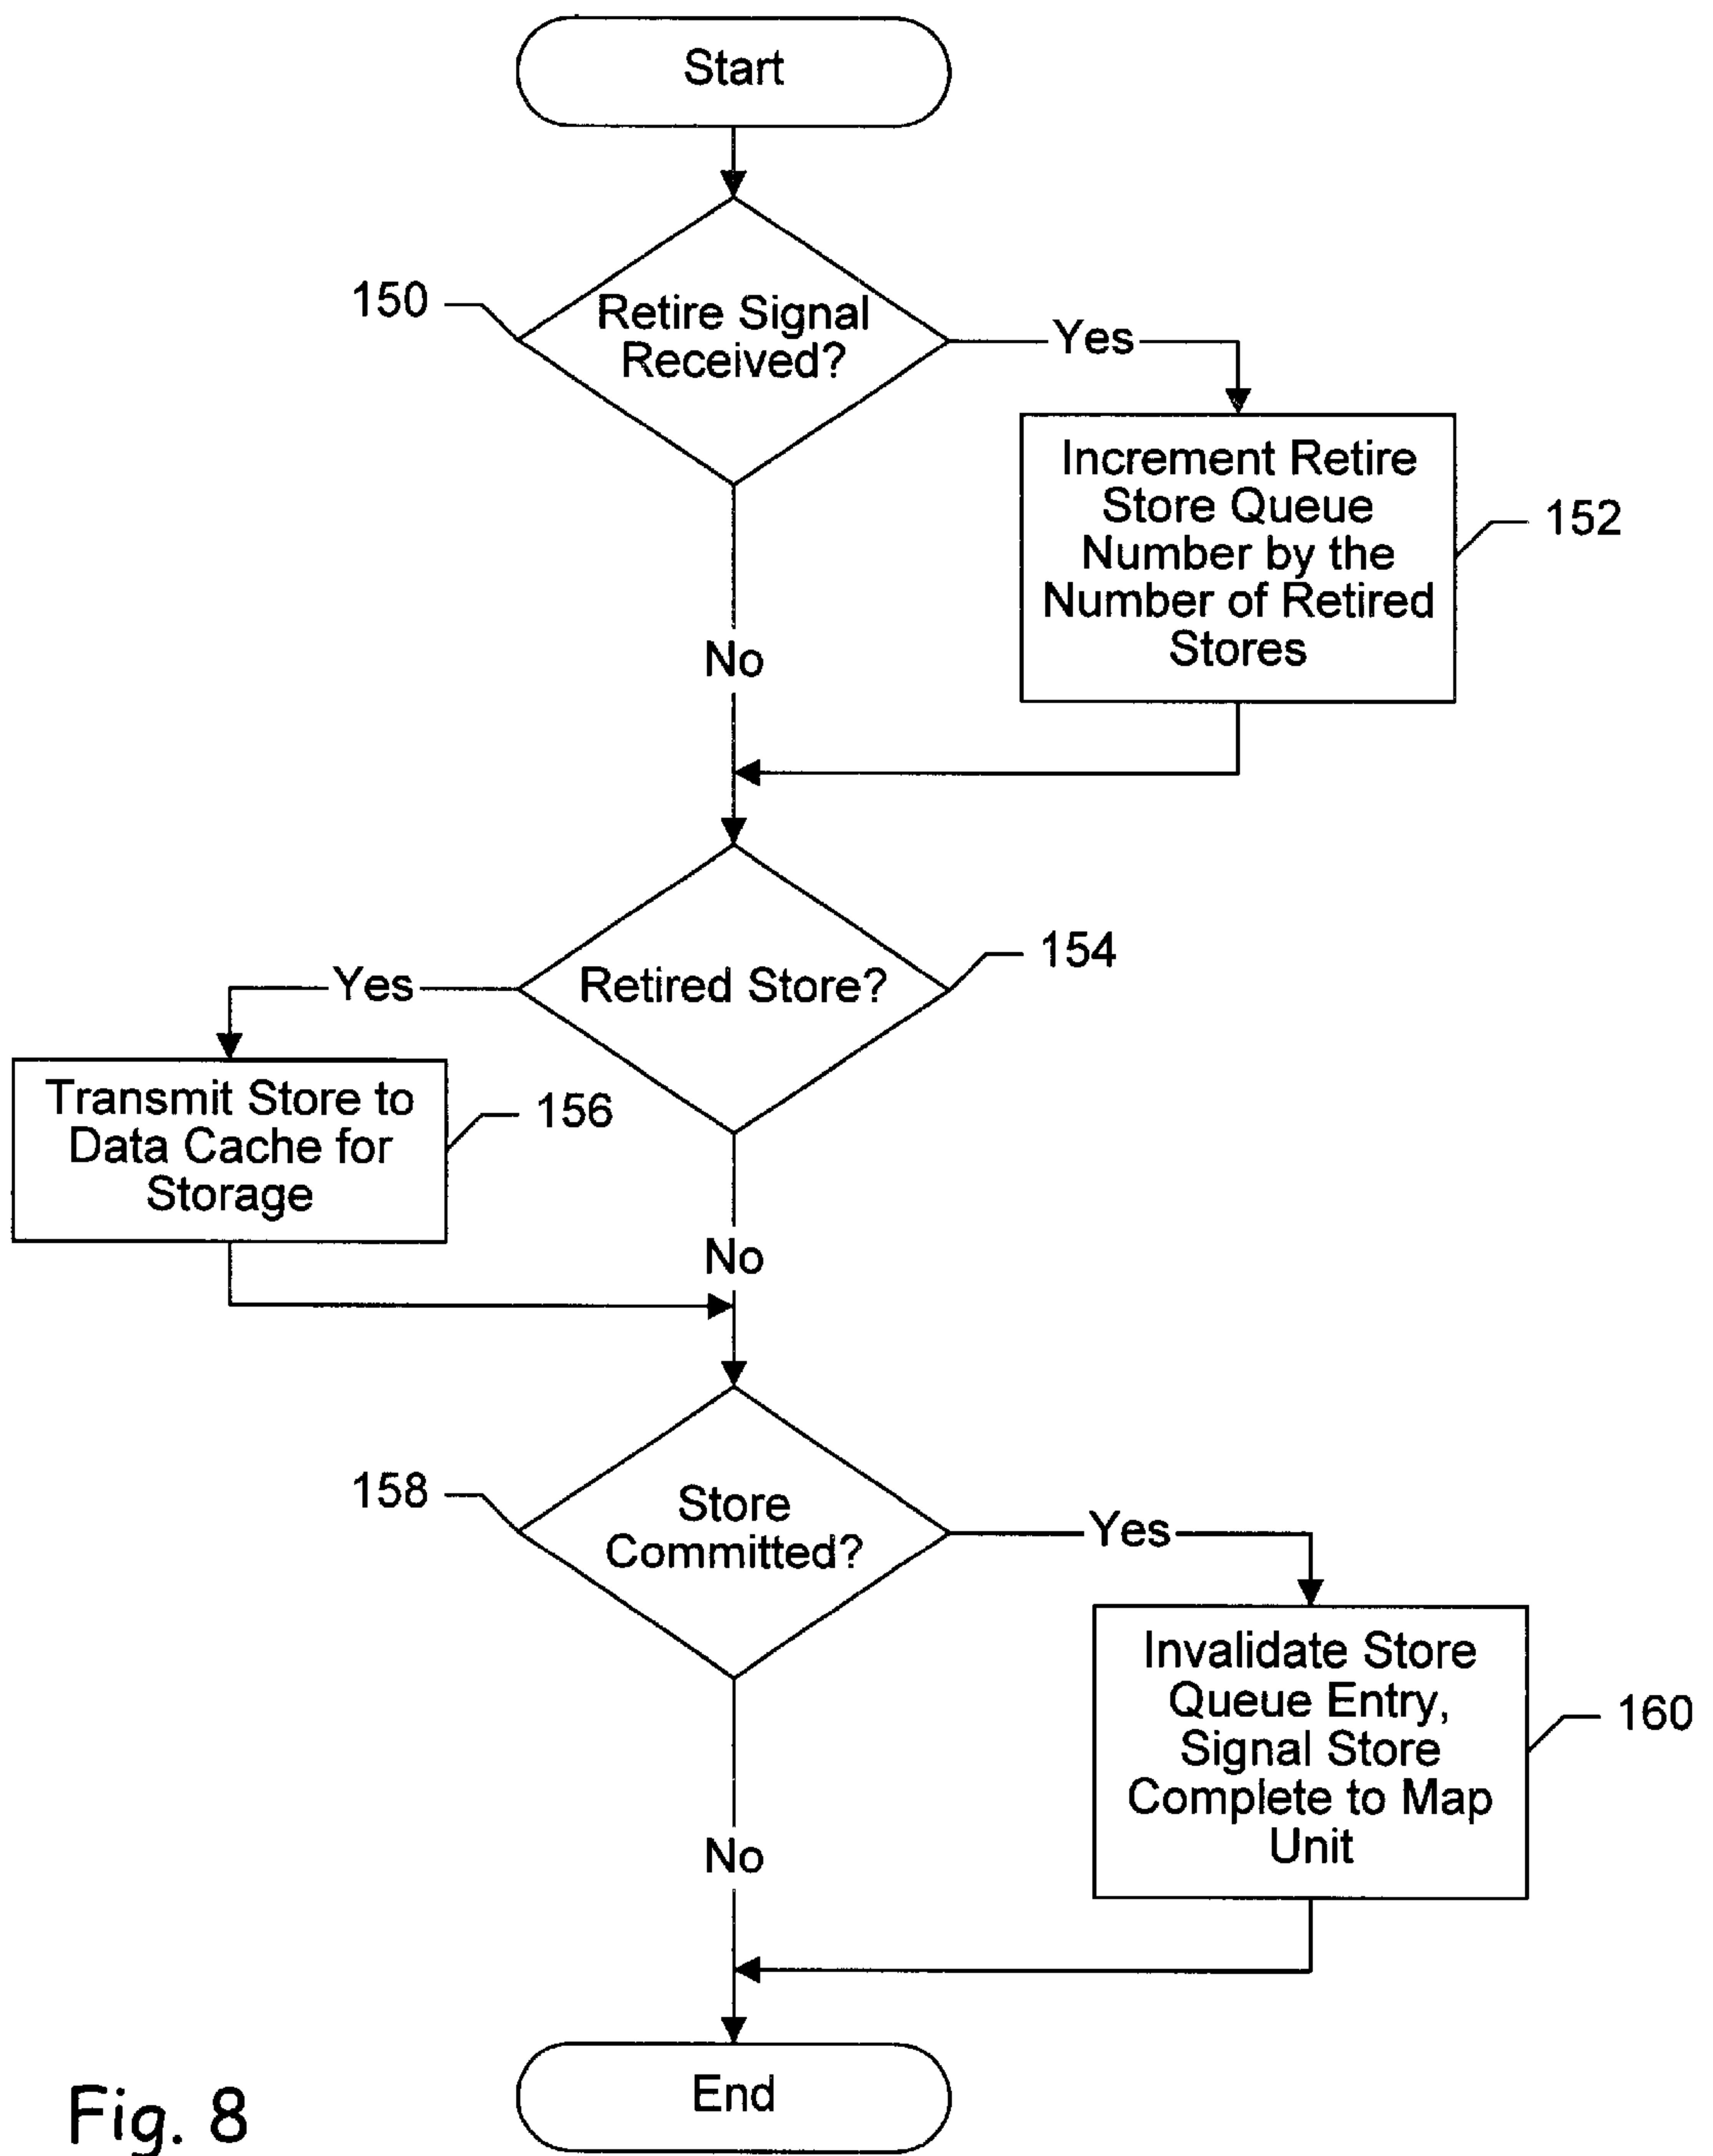 Start
150
Retire Signal
Received?
Yes
Increment Retire
Store Queue
Number by the
Number of Retired
Stores
152
No
154
Retired Store?
Yes
Transmit Store to
Data Cache for
Storage
156
No
158
Store
Committed?
Yes
Invalidate Store
Queue Entry,
Signal Store
Complete to Map
Unit
160
No
End
Fig. 8